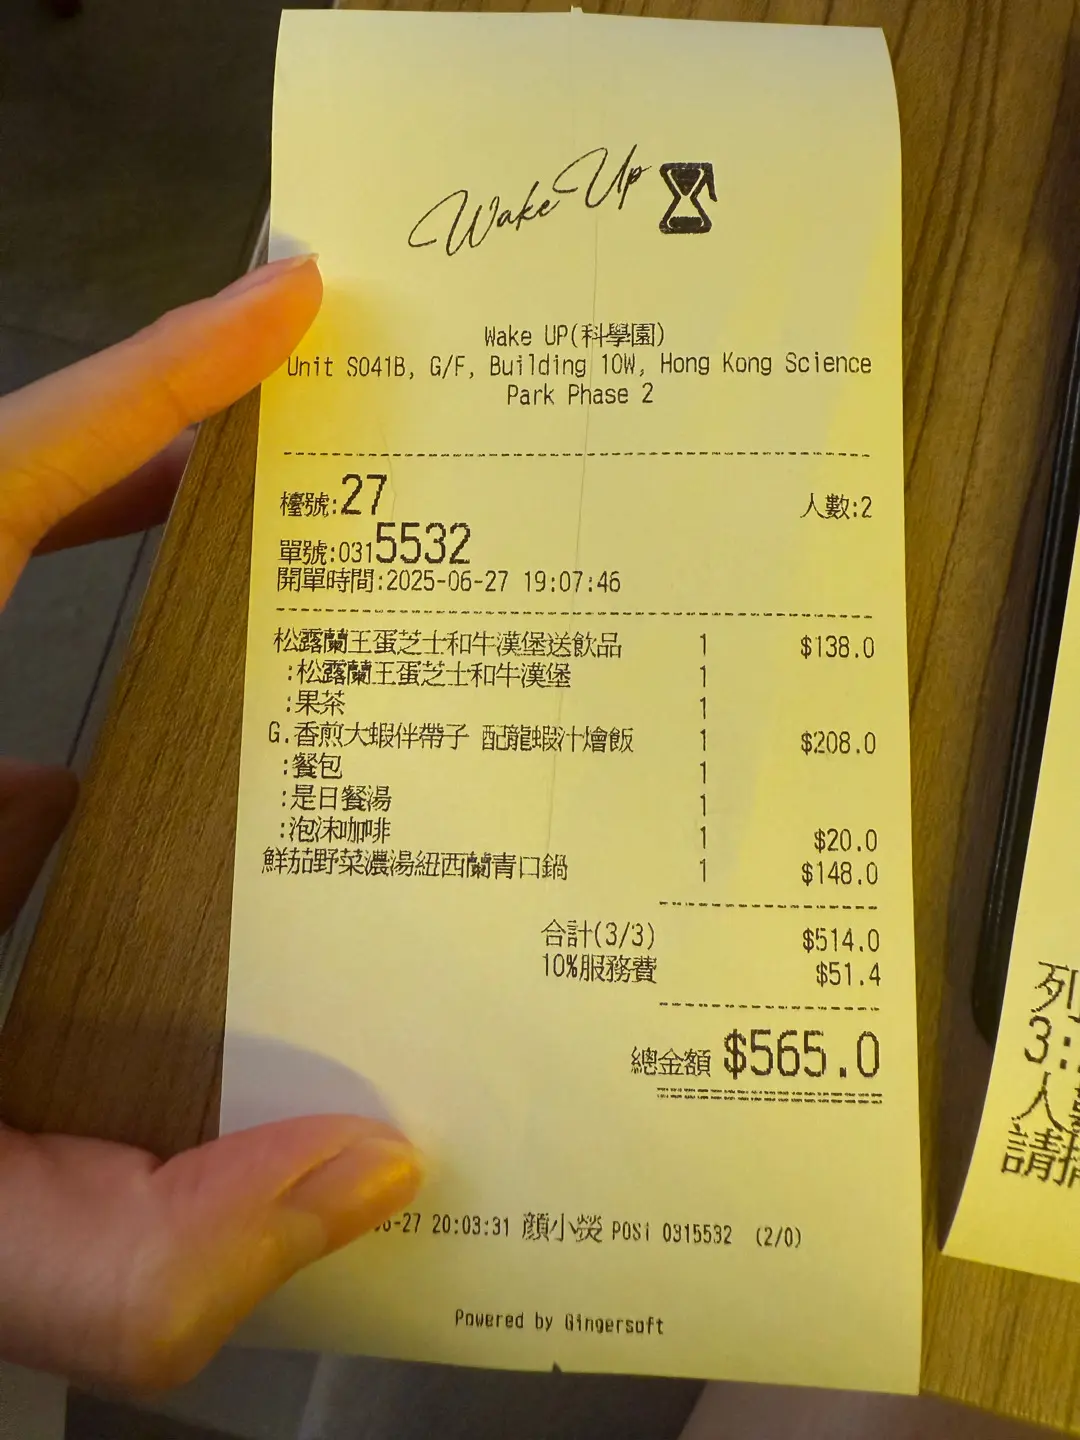 Wake Up
Wake UP(科學園)
Unit S041B, G/F, Building 10W, Hong Kong Science
Park Phase 2
檯號:27 人數:2
單號:0315532
開單時間:2025-06-27 19:07:46
松露蘭王蛋芝士和牛漢堡送飲品 1 $138.0
:松露蘭王蛋芝士和牛漢堡 1
:果茶 1
G.香煎大蝦伴帶子 配龍蝦汁燴飯 1 $208.0
:餐包 1
:是日餐湯 1
:泡沫咖啡 1 $20.0
鮮茄野菜濃湯紐西蘭青口鍋 1 $148.0
合計(3/3) $514.0
10%服務費 $51.4
總金額 $565.0
-27 20:03:31 顏小熒 POS1 0315532 (2/0)
Powered by Gingersoft
列
3:
人
請